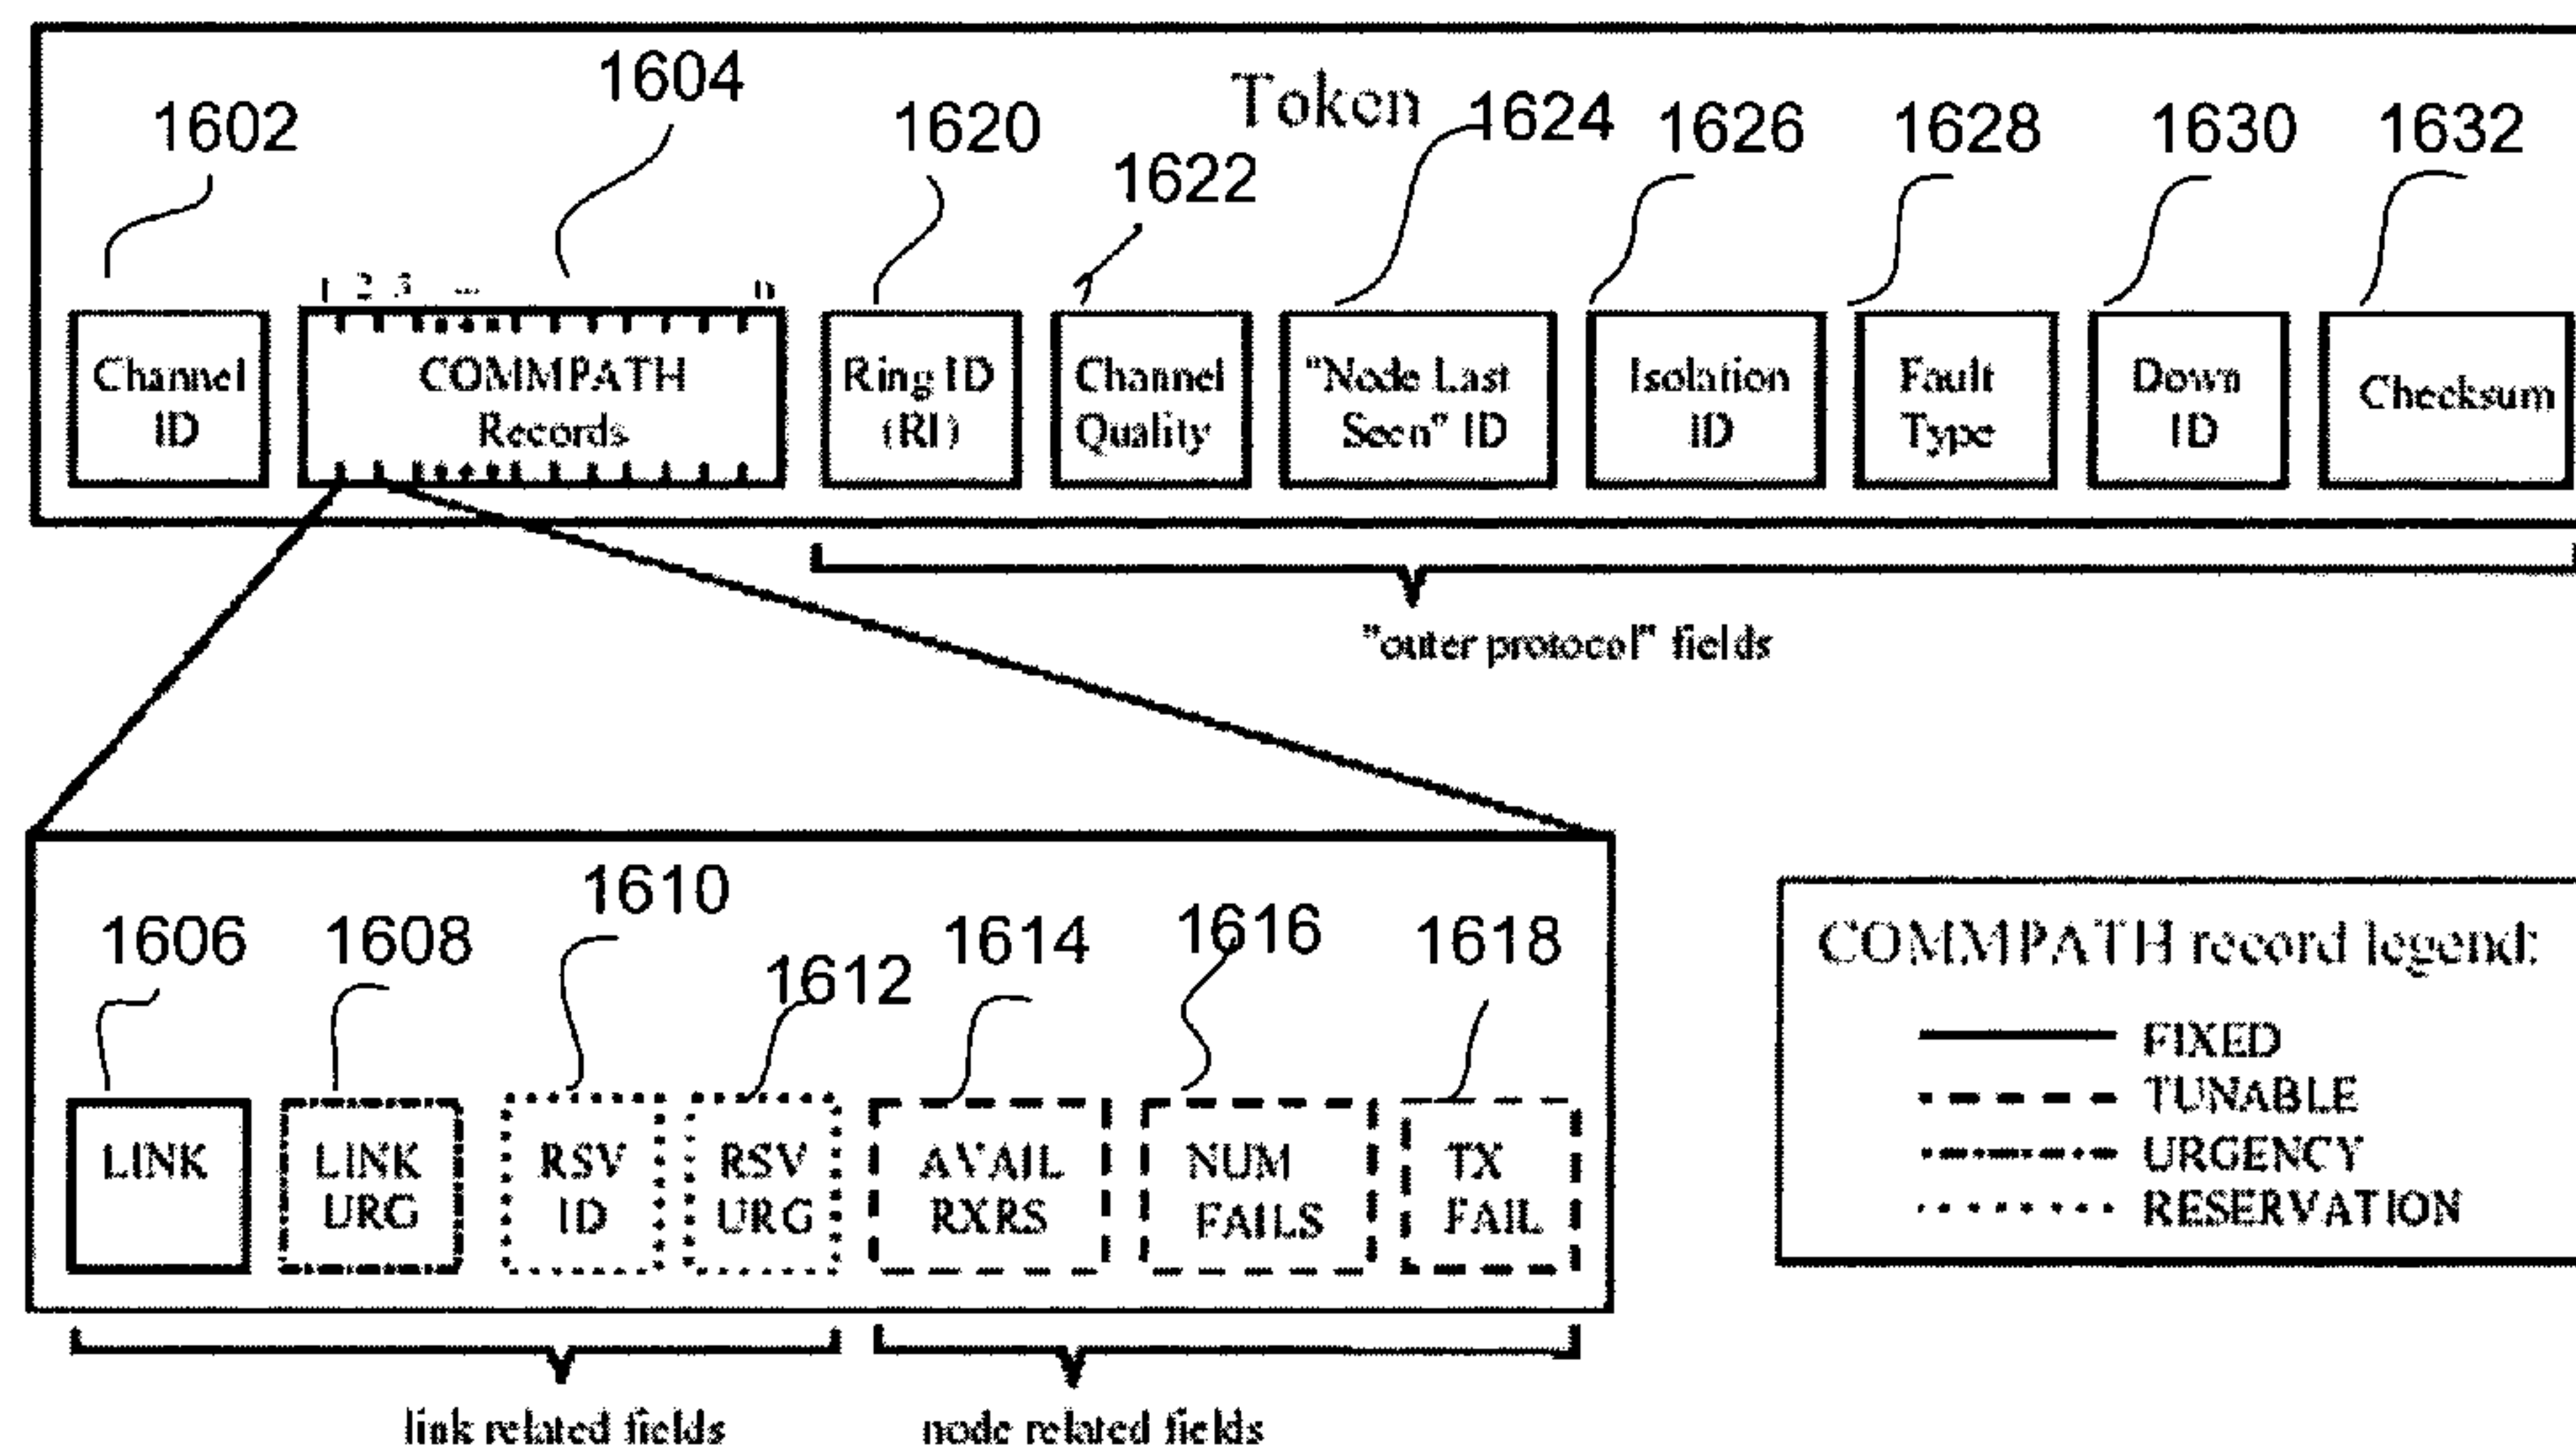 Token
1602
1604
1620
1622
1624
1626
1628
1630
1632
1 2 3 ... n
Channel
ID
COMMPATH
Records
Ring ID
(RI)
Channel
Quality
"Node Last
Seen" ID
Isolation
ID
Fault
Type
Down
ID
Checksum
"outer protocol" fields
1606
1608
1610
1612
1614
1616
1618
LINK
LINK
URG
RSV
ID
RSV
URG
AVAIL
RXRS
NUM
FAILS
TX
FAIL
link related fields
node related fields
COMMPATH record legend:
FIXED
TUNABLE
URGENCY
RESERVATION